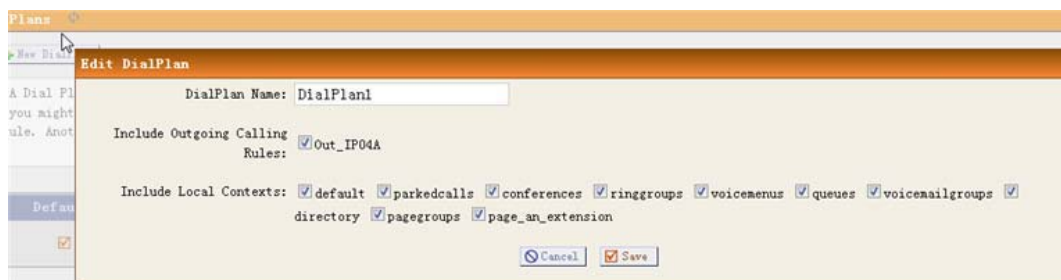 Plans
New Dial
Edit DialPlan
A Dial Pl
you might
ule. Anot
DialPlan Name: DialPlan1
Include Outgoing Calling Rules: Out_IP04A
Include Local Contexts: default parkedcalls conferences ringgroups voicemenus queues voicemailgroups
directory pagegroups page_an_extension
Defau
Cancel Save